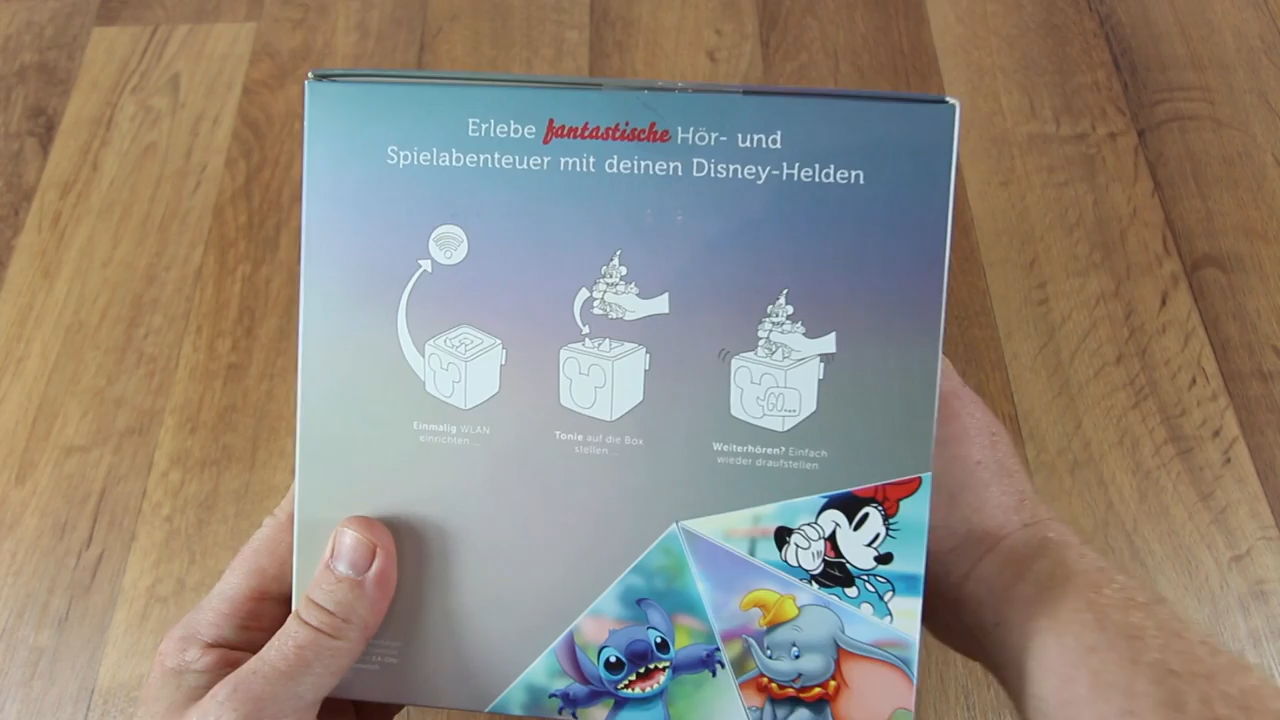 Erlebe fantastische Hör- und
Spielabenteuer mit deinen Disney-Helden
GO...
Einmalig WLAN
einrichten...
Tonie auf die Box
stellen...
Weiterhören? Einfach
wieder draufstellen